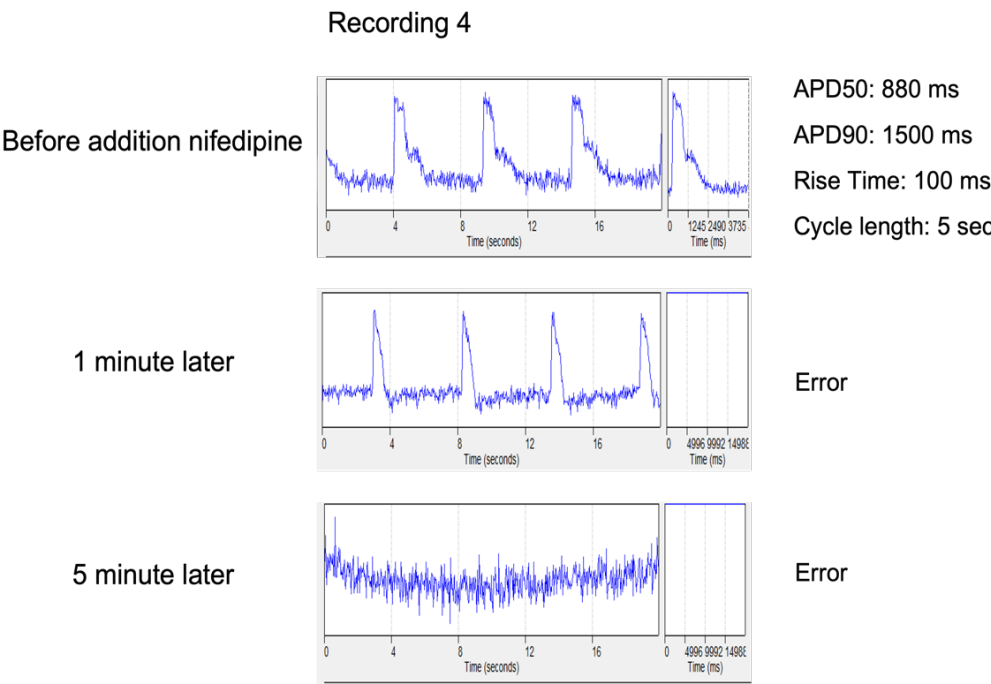 Recording 4
Before addition nifedipine
0 4 8 12 16
Time (seconds)
0 1245 2490 3735 4
Time (ms)
APD50: 880 ms
APD90: 1500 ms
Rise Time: 100 ms
Cycle length: 5 sec
1 minute later
0 4 8 12 16
Time (seconds)
0 4996 9992 1498
Time (ms)
Error
5 minute later
0 4 8 12 16
Time (seconds)
0 4996 9992 1498
Time (ms)
Error